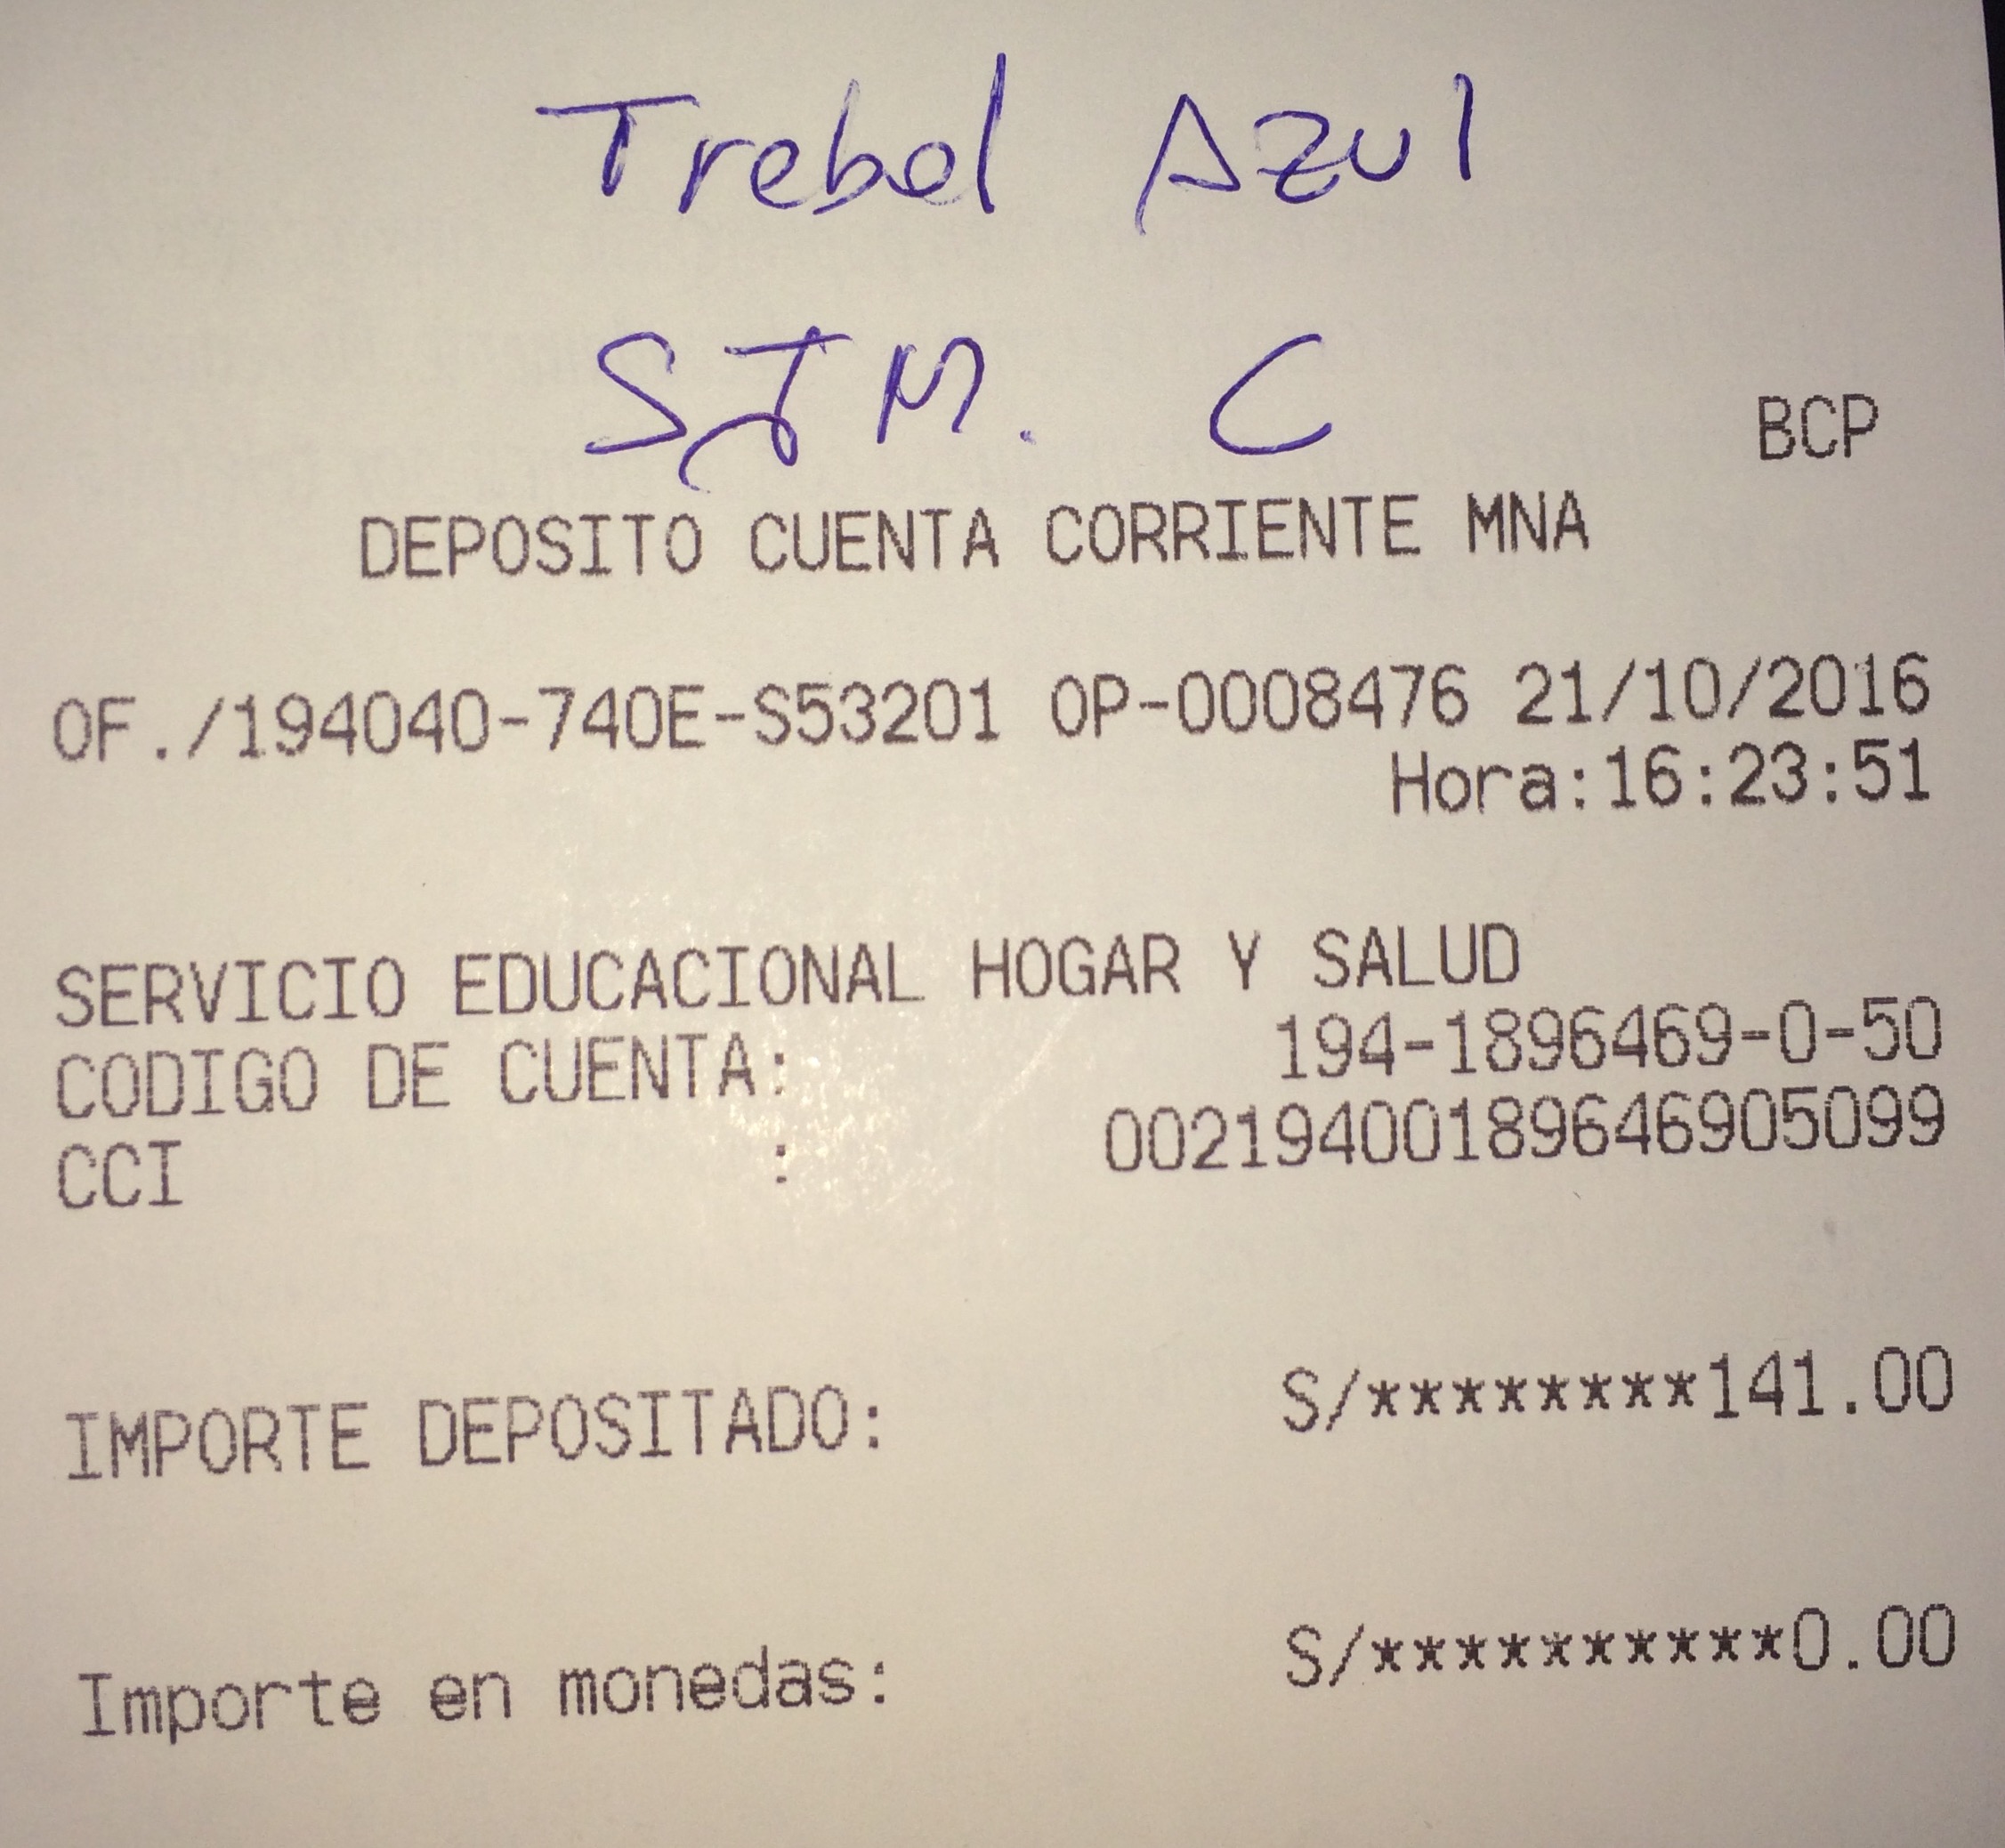 Trebol Azul
SJM. C
BCP
DEPOSITO CUENTA CORRIENTE MNA
OF./194040-740E-S53201 OP-0008476 21/10/2016
Hora:16:23:51
SERVICIO EDUCACIONAL HOGAR Y SALUD
CODIGO DE CUENTA: 194-1896469-0-50
CCI : 00219400189646905099
IMPORTE DEPOSITADO: S/********141.00
Importe en monedas: S/**********0.00